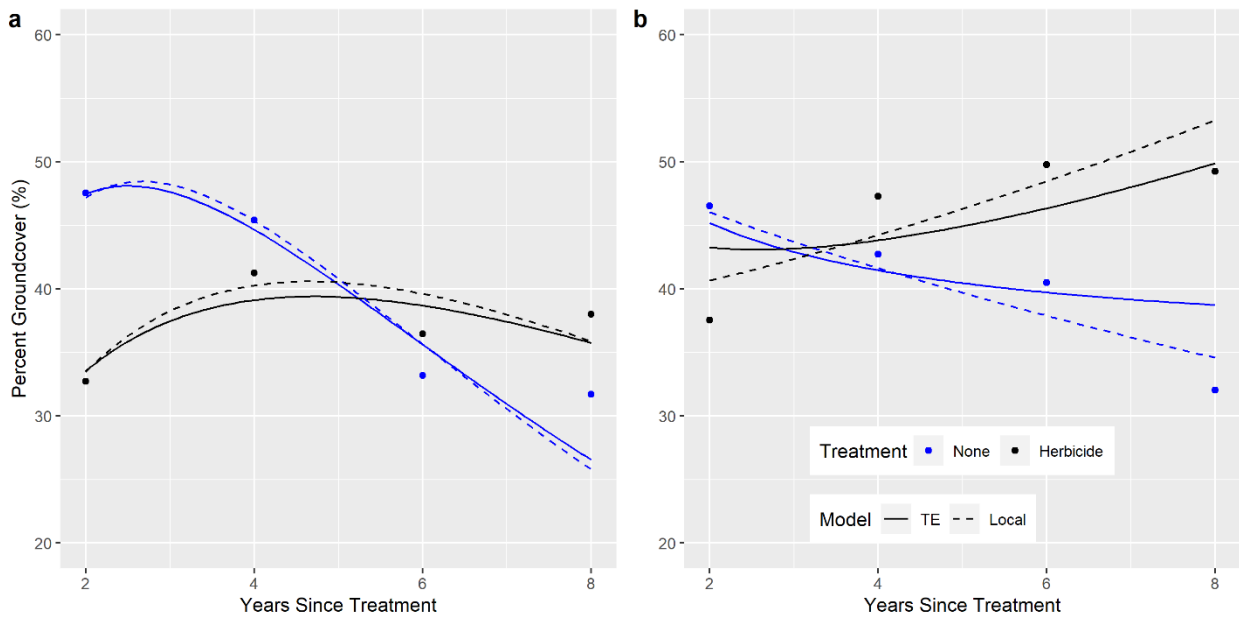 a
b
60
50
40
30
20
Percent Groundcover (%)
2 4 6 8
Years Since Treatment
60
50
40
30
20
Treatment None Herbicide
Model TE Local
2 4 6 8
Years Since Treatment